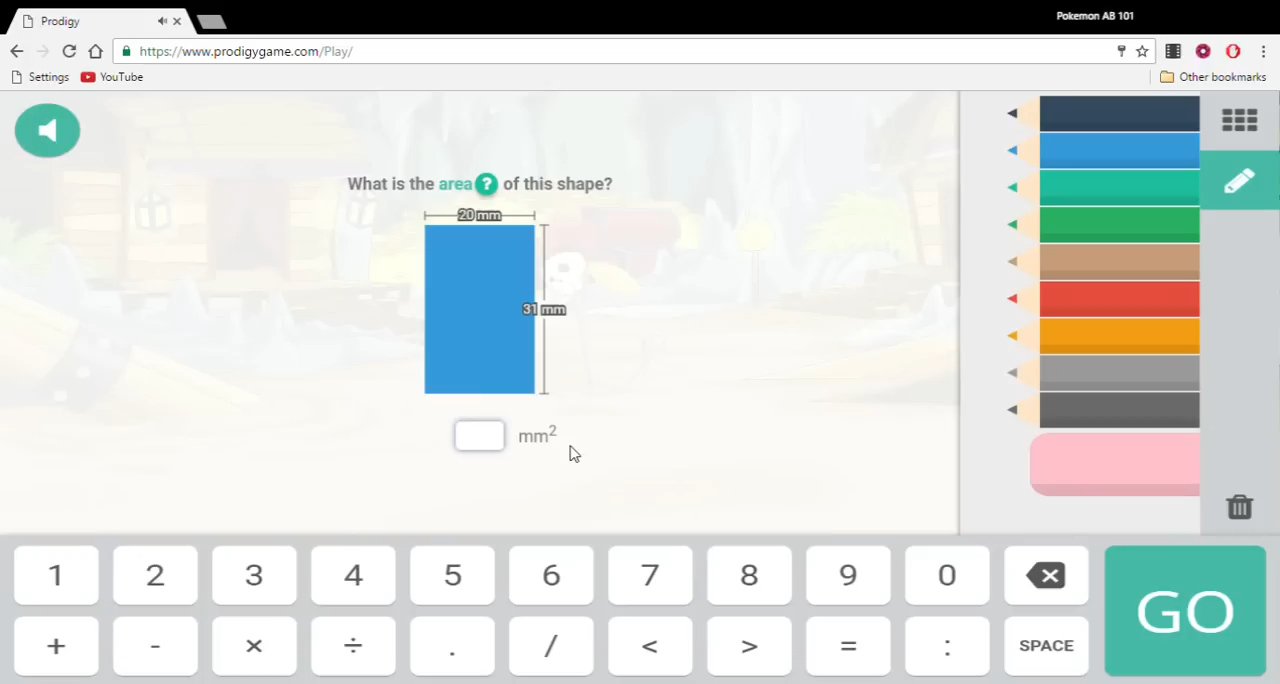 Prodigy
Pokemon AB 101
https://www.prodigygame.com/Play/
Settings YouTube Other bookmarks
What is the area ? of this shape?
20 mm
31 mm
mm²
1 2 3 4 5 6 7 8 9 0
+ - × ÷ . / < > = : SPACE
GO